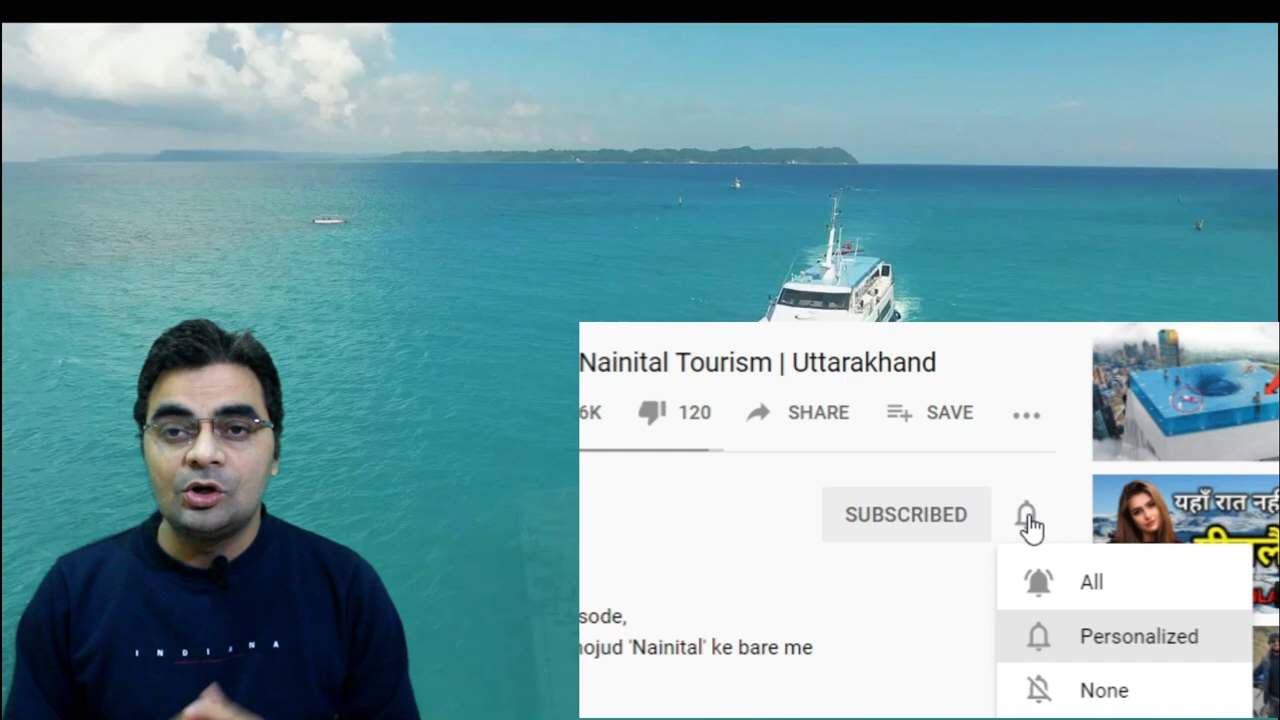 Nainital Tourism | Uttarakhand
6K 120 SHARE SAVE
SUBSCRIBED
यहाँ रात नही
All
sode,
Personalized
nojud 'Nainital' ke bare me
None
INDIANA